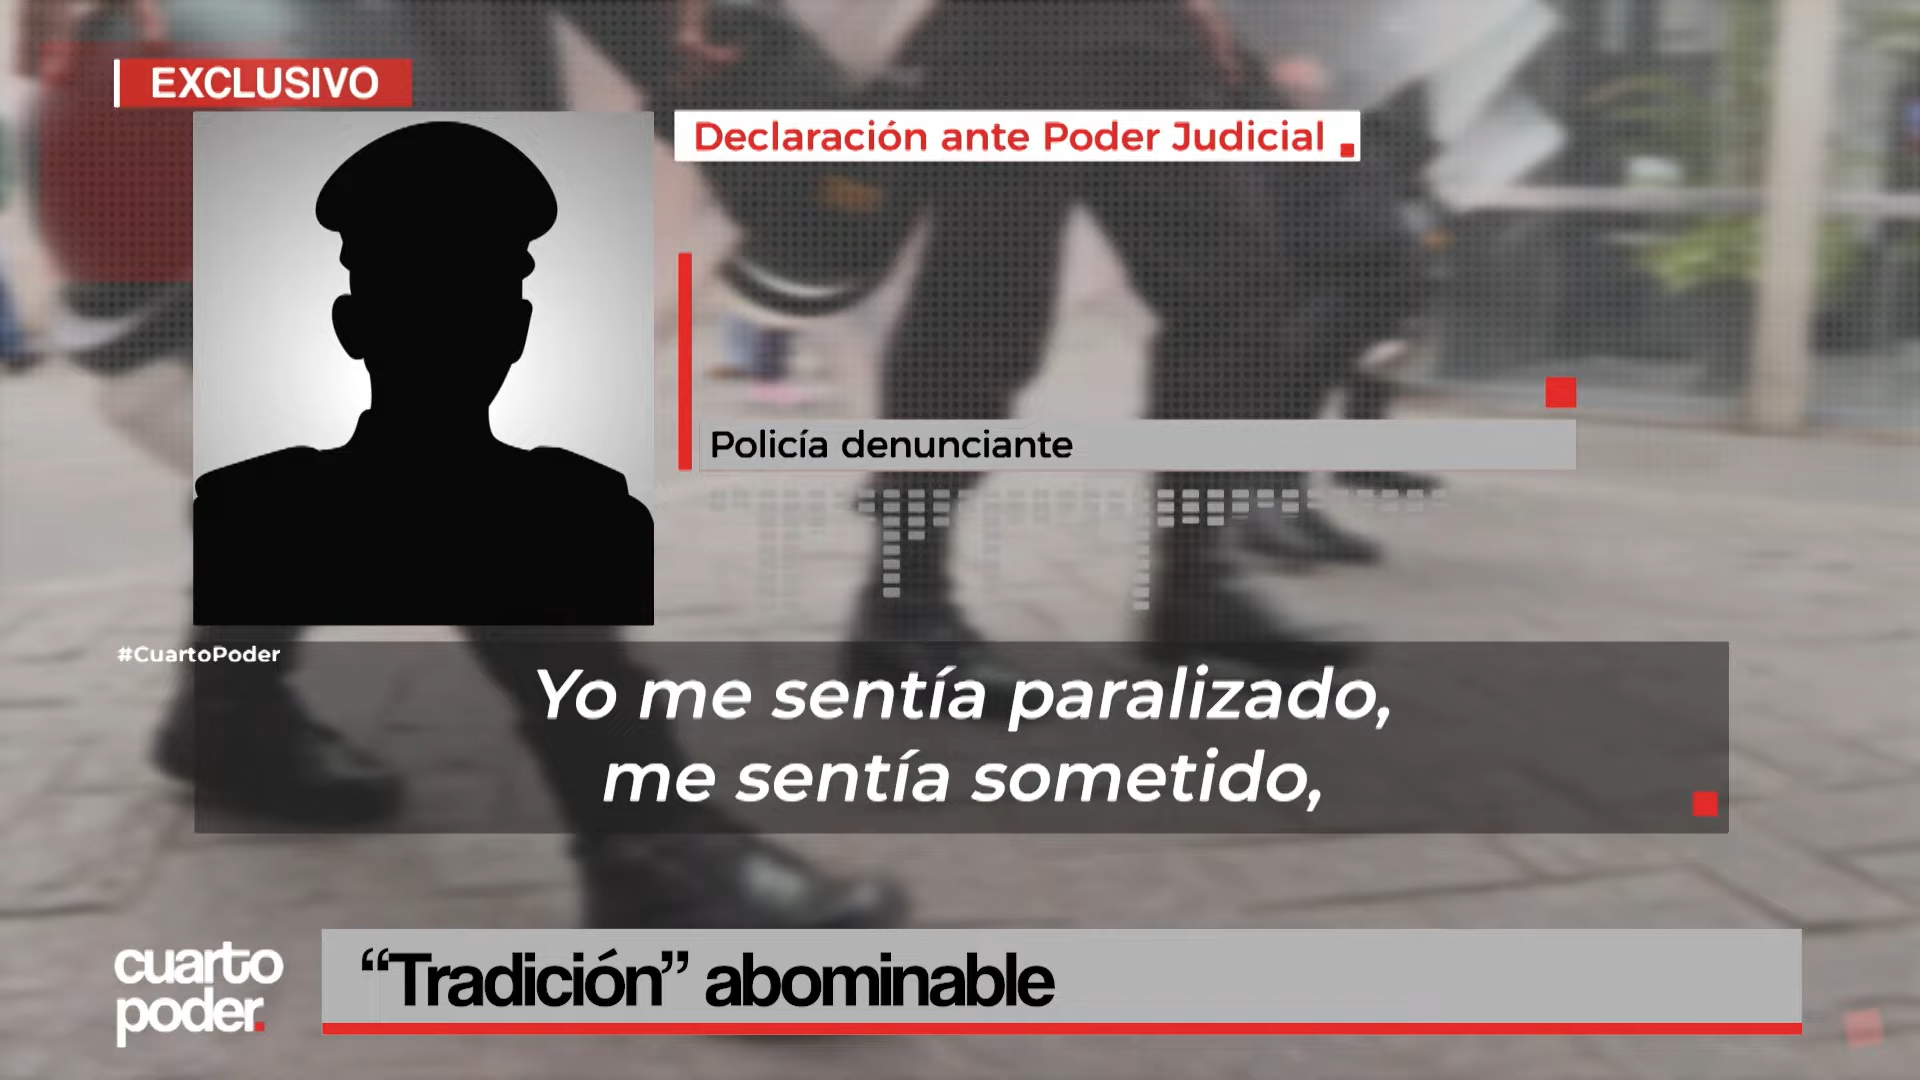 EXCLUSIVO
Declaración ante Poder Judicial
Policía denunciante
#CuartoPoder
Yo me sentía paralizado,
me sentía sometido,
cuarto
poder.
“Tradición” abominable